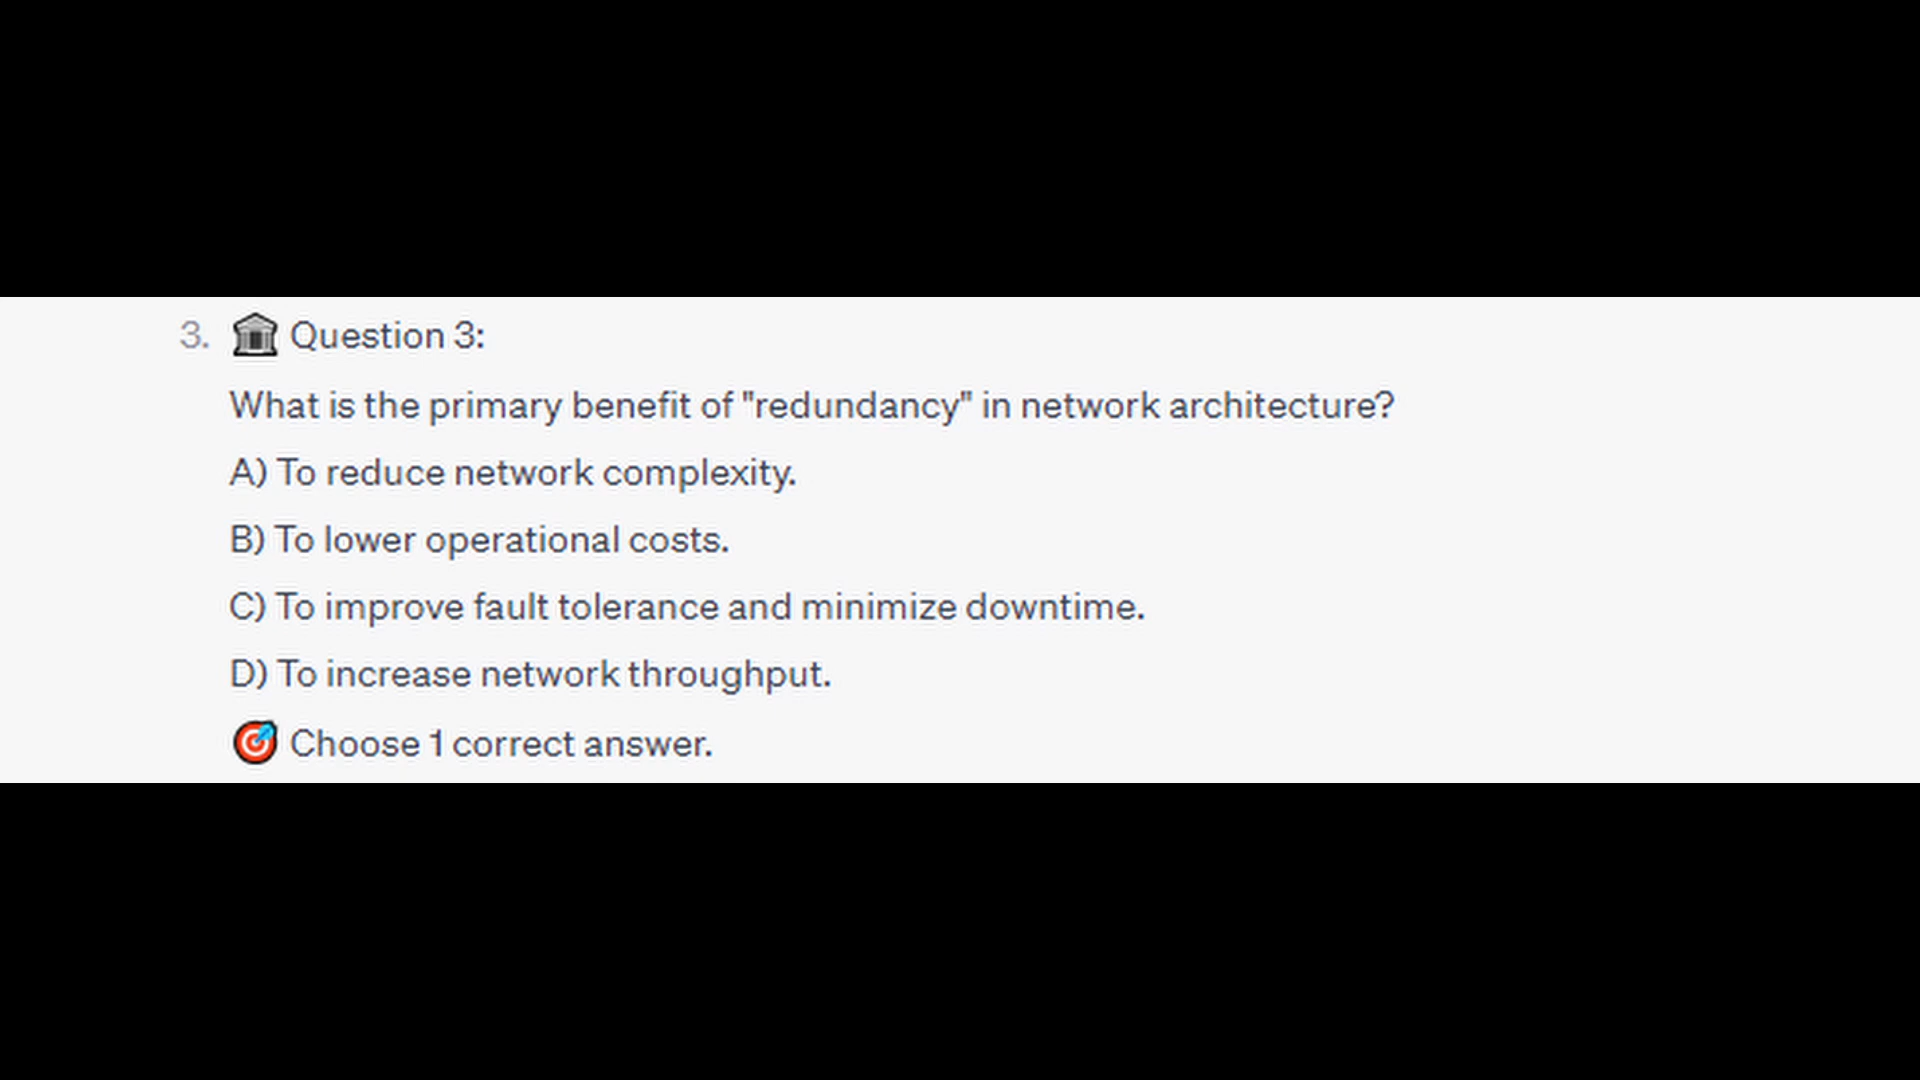 3. 🏛️ Question 3:
What is the primary benefit of "redundancy" in network architecture?
A) To reduce network complexity.
B) To lower operational costs.
C) To improve fault tolerance and minimize downtime.
D) To increase network throughput.
🎯 Choose 1 correct answer.